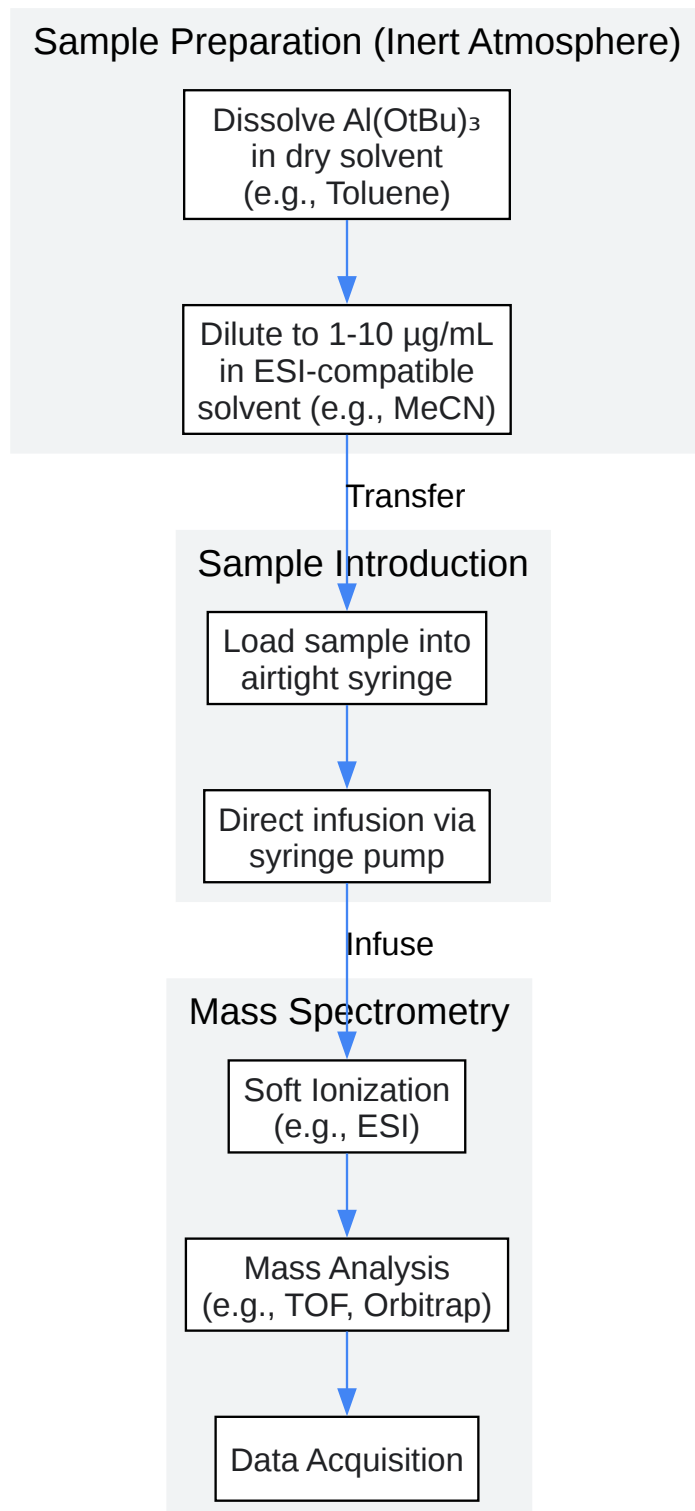 Sample Preparation (Inert Atmosphere)
Dissolve Al(OtBu)₃
in dry solvent
(e.g., Toluene)
Dilute to 1-10 µg/mL
in ESI-compatible
solvent (e.g., MeCN)
Transfer
Sample Introduction
Load sample into
airtight syringe
Direct infusion via
syringe pump
Infuse
Mass Spectrometry
Soft Ionization
(e.g., ESI)
Mass Analysis
(e.g., TOF, Orbitrap)
Data Acquisition